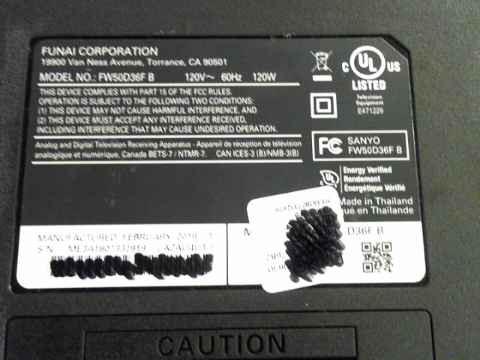 FUNAI CORPORATION
19900 Van Ness Avenue, Torrance, CA 90501
MODEL NO.: FW50D36F B 120V~ 60Hz 120W
THIS DEVICE COMPLIES WITH PART 15 OF THE FCC RULES.
OPERATION IS SUBJECT TO THE FOLLOWING TWO CONDITIONS:
(1) THIS DEVICE MAY NOT CAUSE HARMFUL INTERFERENCE, AND
(2) THIS DEVICE MUST ACCEPT ANY INTERFERENCE RECEIVED,
INCLUDING INTERFERENCE THAT MAY CAUSE UNDESIRED OPERATION.
Analog and Digital Television Receiving Apparatus - Appareil de réception de télévision
analogique et numérique, Canada BETS-7 / NTMR-7. CAN ICES-3 (B)/NMB-3(B)
C UL US
LISTED
Television
Equipment
E471229
FC SANYO
FW50D36F B
Energy Verified
Rendement
Énergétique Vérifié
Made in Thailand
ué en Thaïlande
MANUFACTURED FEBRUARY
S/N
D36F B
CAUTION